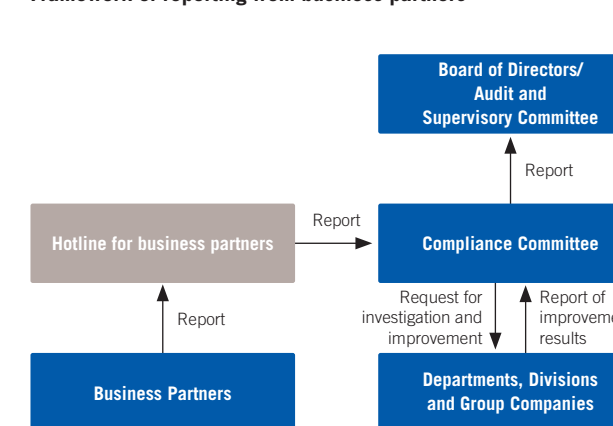 Board of Directors/
Audit and
Supervisory Committee
Report
Report
Hotline for business partners
Compliance Committee
Report
Request for
investigation and
improvement
Report of
results
Business Partners
Departments, Divisions
and Group Companies